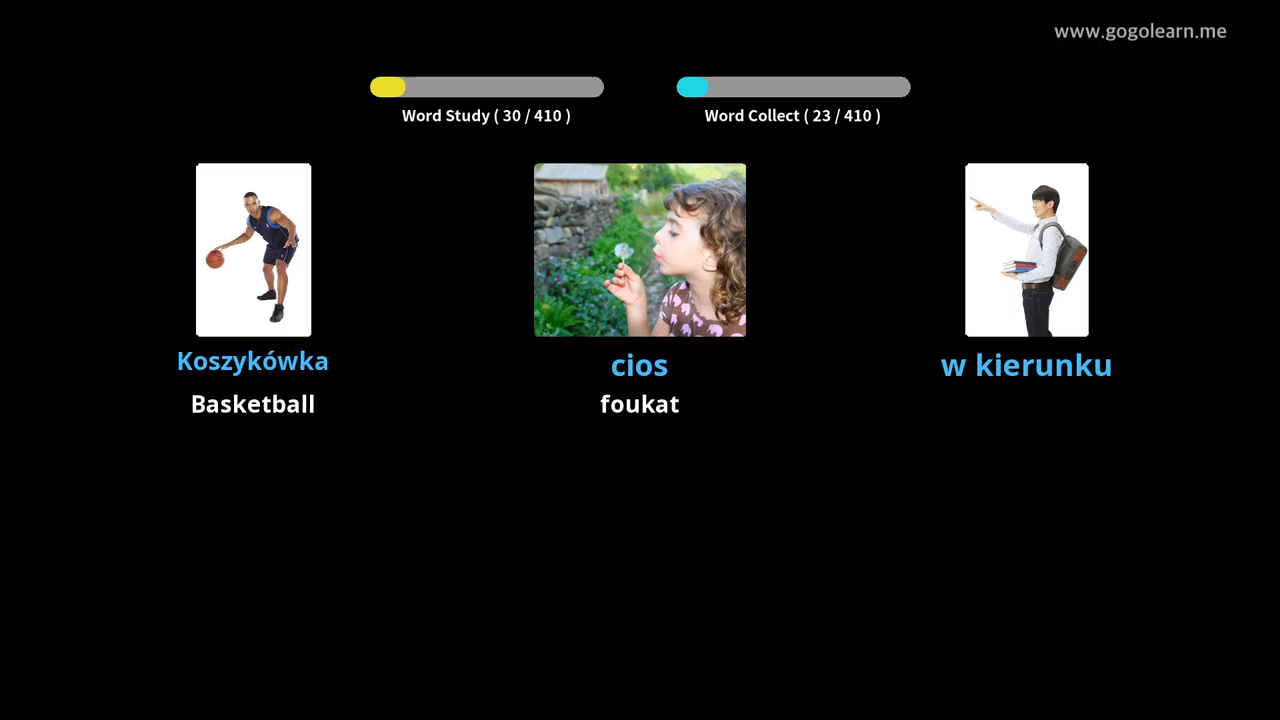 www.gogolearn.me
Word Study ( 30 / 410 )
Word Collect ( 23 / 410 )
Koszykówka
cios
w kierunku
Basketball
foukat